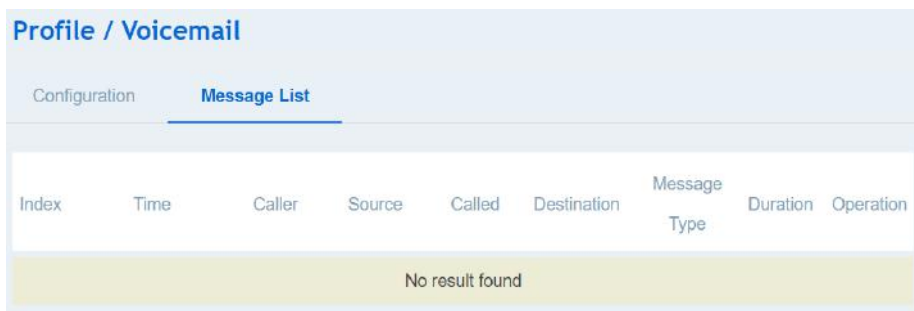 Profile / Voicemail
Configuration Message List
Index Time Caller Source Called Destination Message Type Duration Operation
No result found